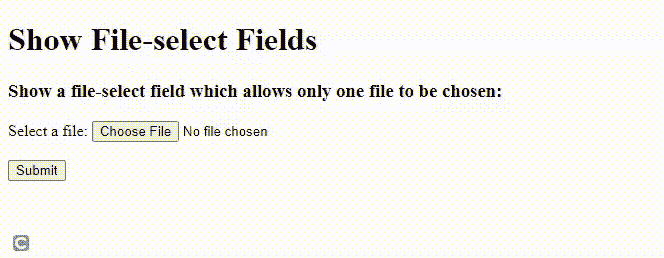 Show File-select Fields
Show a file-select field which allows only one file to be chosen:
Select a file: Choose File No file chosen
Submit
C